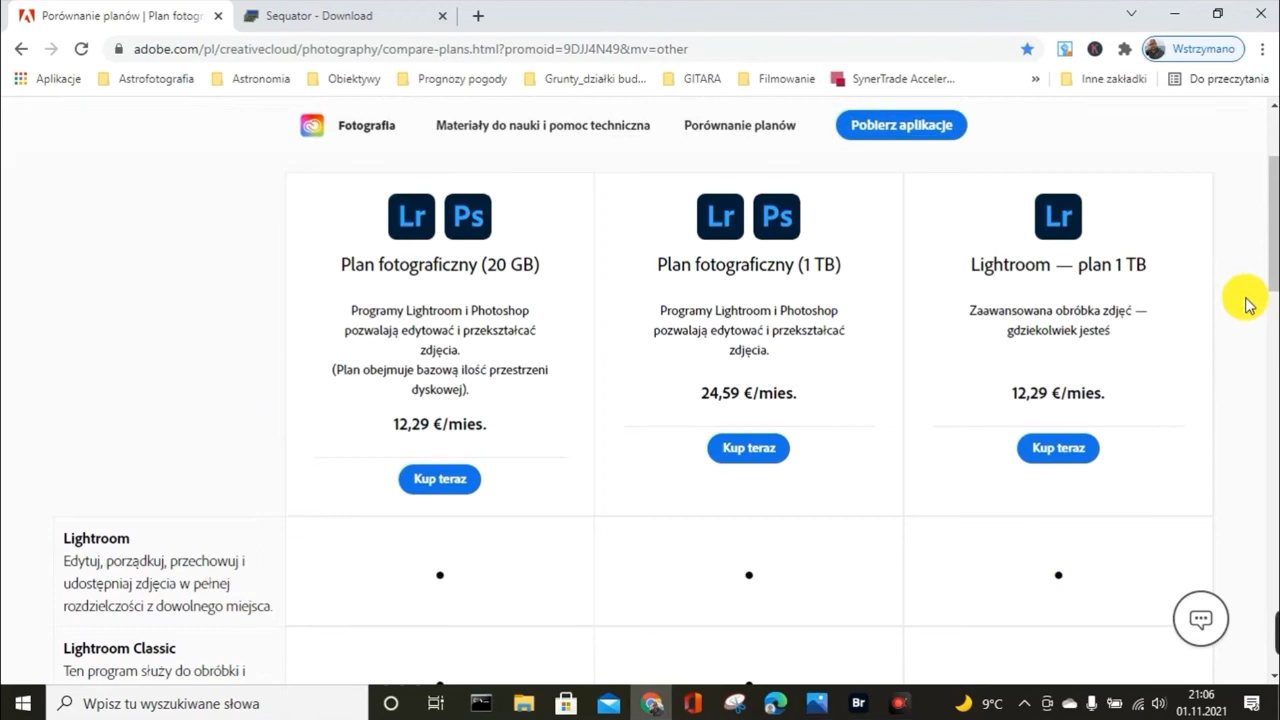 Porównanie planów | Plan fotogr
Sequator - Download
adobe.com/pl/creativecloud/photography/compare-plans.html?promoid=9DJJ4N49&mv=other
Wstrzymano
Aplikacje
Astrofotografia
Astronomia
Obiektywy
Prognozy pogody
Grunty_działki bud...
GITARA
Filmowanie
SynerTrade Acceler...
»
Inne zakładki
Do przeczytania
Fotografia
Materiały do nauki i pomoc techniczna
Porównanie planów
Pobierz aplikacje
Lr Ps
Plan fotograficzny (20 GB)
Programy Lightroom i Photoshop
pozwalają edytować i przekształcać
zdjęcia.
(Plan obejmuje bazową ilość przestrzeni
dyskowej).
12,29 €/mies.
Kup teraz
Lr Ps
Plan fotograficzny (1 TB)
Programy Lightroom i Photoshop
pozwalają edytować i przekształcać
zdjęcia.
24,59 €/mies.
Kup teraz
Lr
Lightroom — plan 1 TB
Zaawansowana obróbka zdjęć —
gdziekolwiek jesteś
12,29 €/mies.
Kup teraz
Lightroom
Edytuj, porządkuj, przechowuj i
udostępniaj zdjęcia w pełnej
rozdzielczości z dowolnego miejsca.
Lightroom Classic
Ten program służy do obróbki i
Wpisz tu wyszukiwane słowa
Br
9°C
21:06
01.11.2021